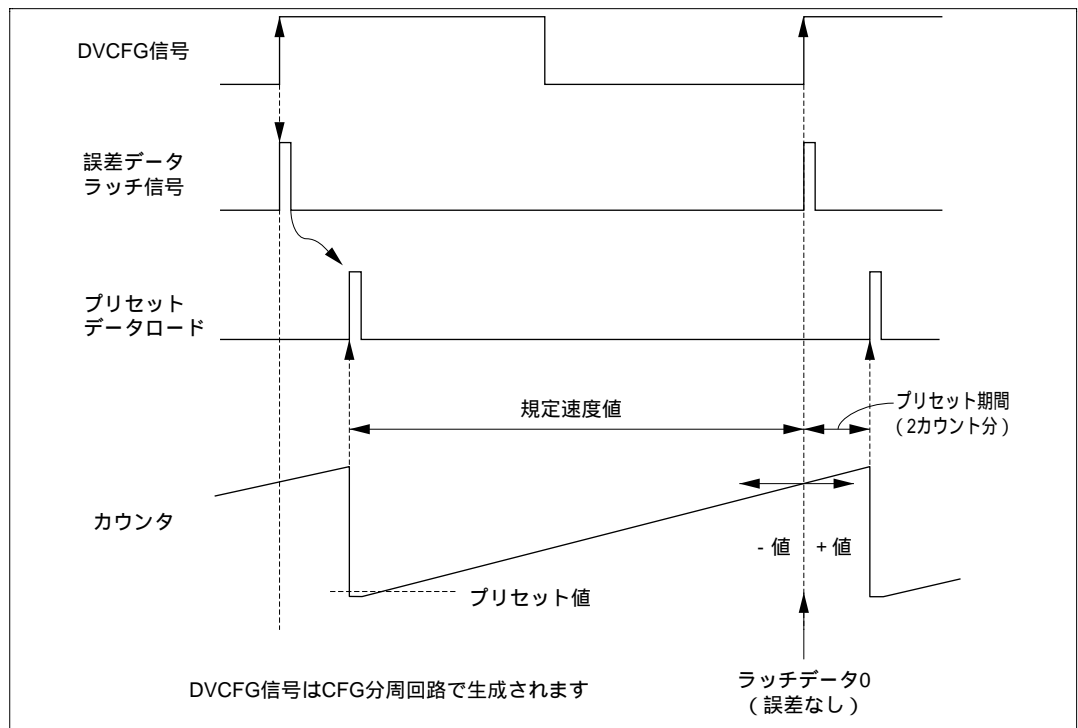 DVCFG信号
誤差データ
ラッチ信号
プリセット
データロード
規定速度値
プリセット期間
(2カウント分)
カウンタ
- 値
+ 値
プリセット値
DVCFG信号はCFG分周回路で生成されます
ラッチデータ0
(誤差なし)